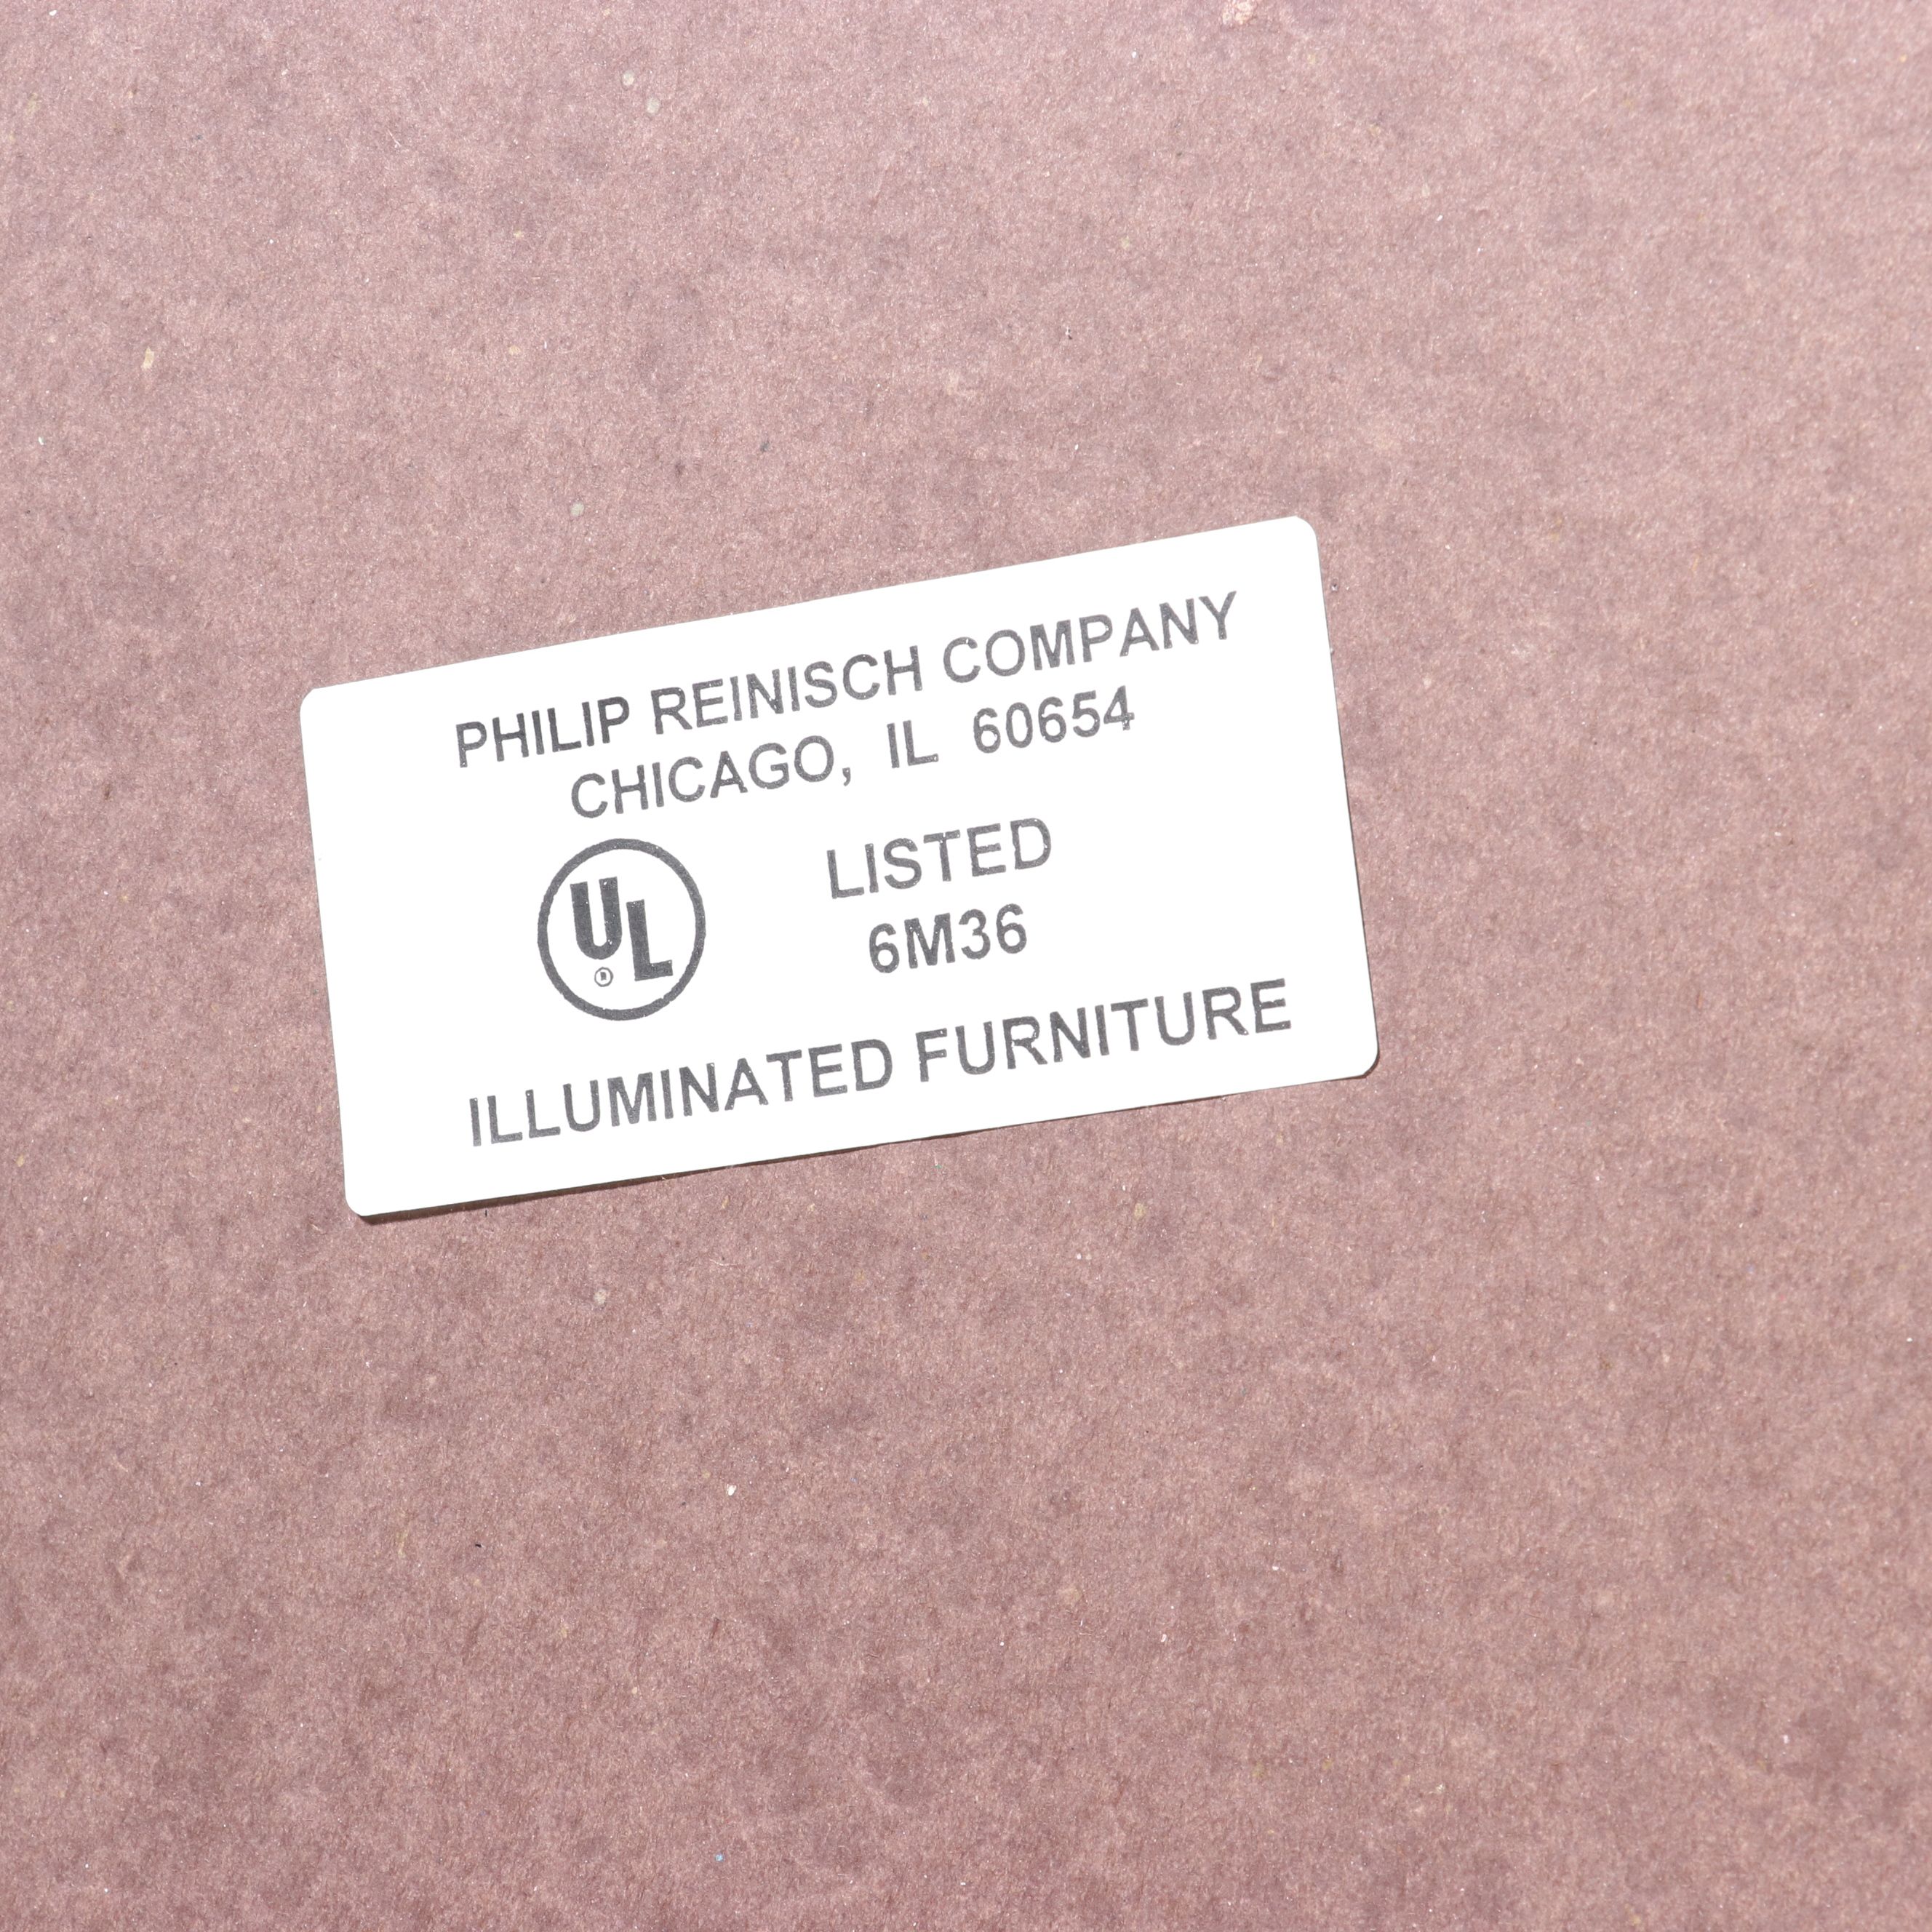 PHILIP REINISCH COMPANY
CHICAGO, IL 60654
UL ® LISTED
6M36
ILLUMINATED FURNITURE